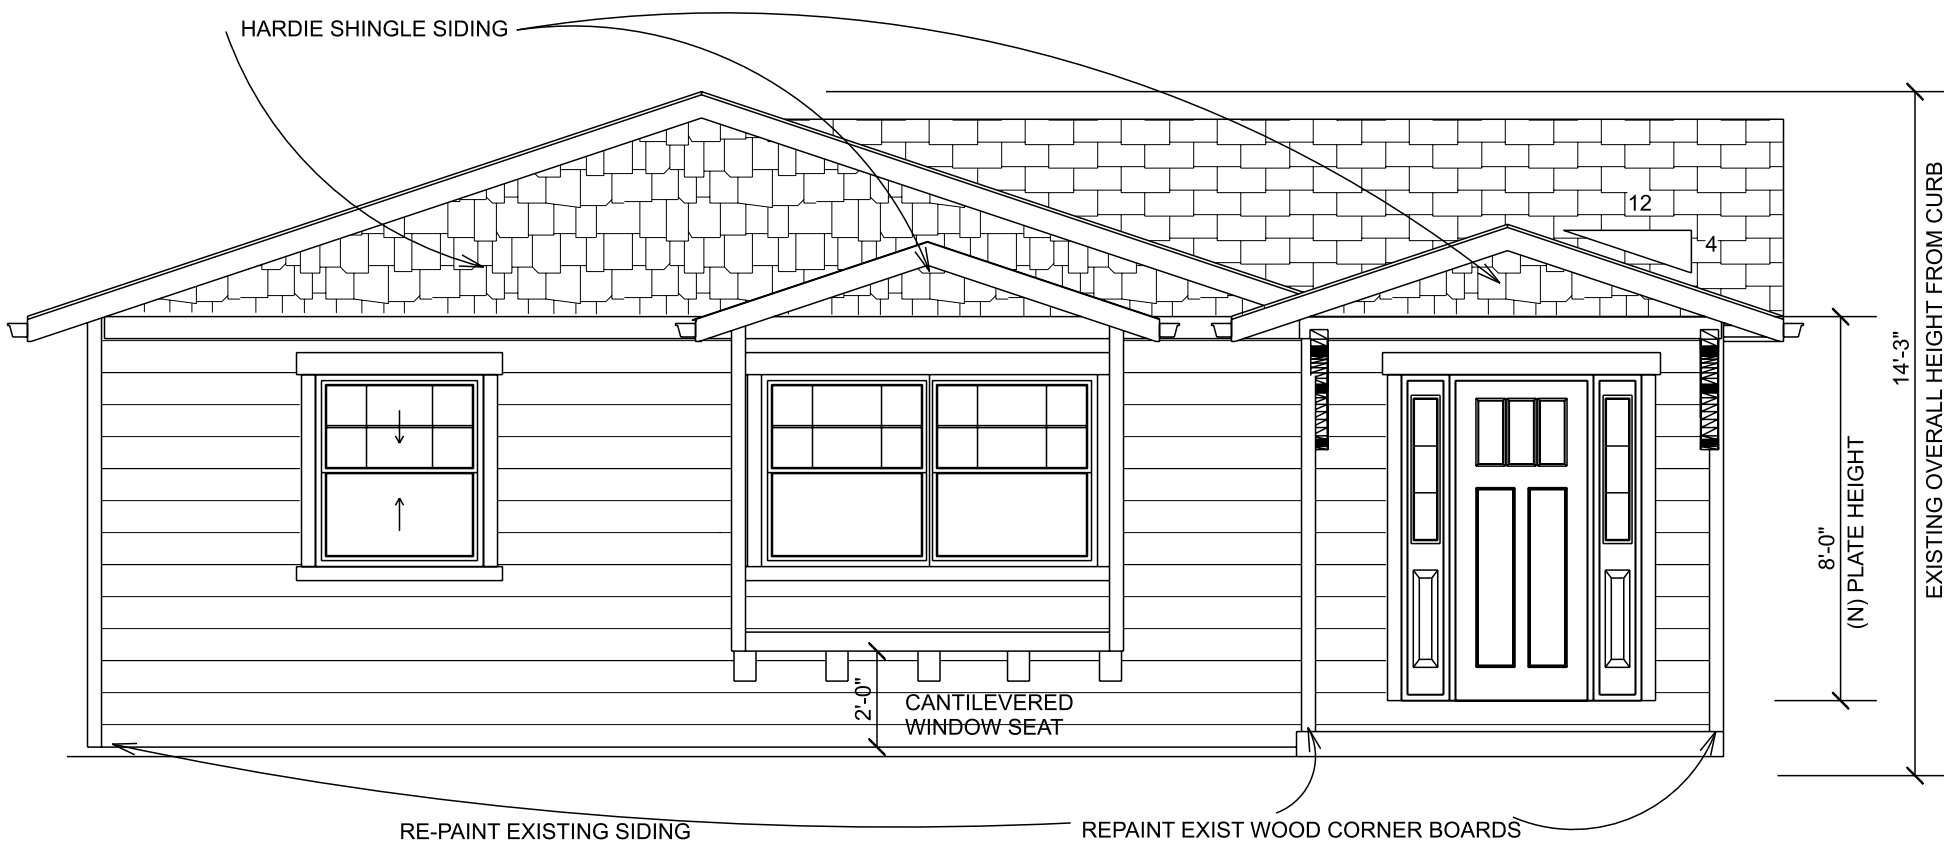 HARDIE SHINGLE SIDING
12
4
14'-3"
EXISTING OVERALL HEIGHT FROM CURB
8'-0"
(N) PLATE HEIGHT
2'-0"
CANTILEVERED
WINDOW SEAT
RE-PAINT EXISTING SIDING
REPAINT EXIST WOOD CORNER BOARDS